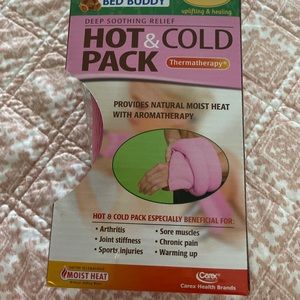 BED BUDDY
uplifting & healing
DEEP SOOTHING RELIEF
HOT & COLD
PACK
Thermatherapy®
PROVIDES NATURAL MOIST HEAT
WITH AROMATHERAPY
HOT & COLD PACK ESPECIALLY BENEFICIAL FOR:
• Arthritis
• Joint stiffness
• Sports injuries
• Sore muscles
• Chronic pain
• Warming up
MOIST HEAT
Carex
Carex Health Brands